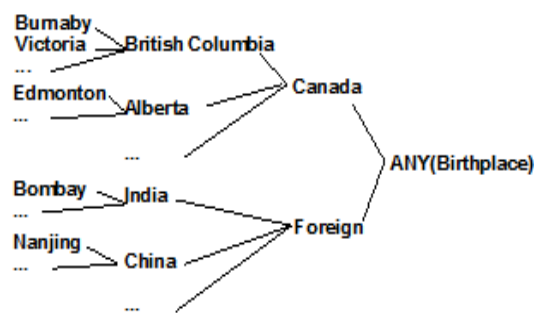 Burnaby
Victoria
British Columbia
...
Edmonton
Canada
...
Alberta
...
ANY(Birthplace)
Bombay
India
...
Foreign
Nanjing
China
...
...